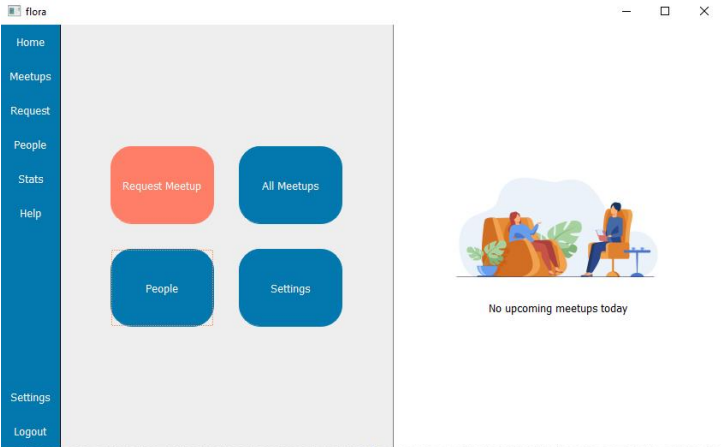 flora
Home
Meetups
Request
People
Stats
Help
Settings
Logout
Request Meetup
All Meetups
People
Settings
No upcoming meetups today